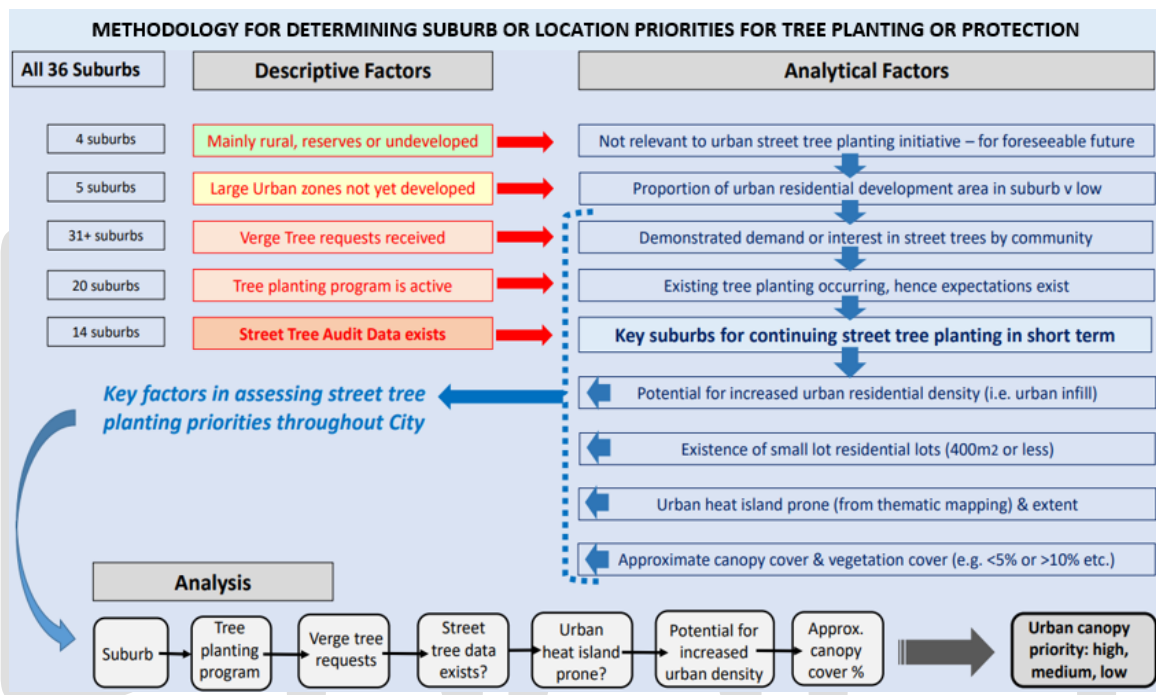 METHODOLOGY FOR DETERMINING SUBURB OR LOCATION PRIORITIES FOR TREE PLANTING OR PROTECTION
All 36 Suburbs
Descriptive Factors
Analytical Factors
4 suburbs
Mainly rural, reserves or undeveloped
Not relevant to urban street tree planting initiative – for foreseeable future
5 suburbs
Large Urban zones not yet developed
Proportion of urban residential development area in suburb v low
31+ suburbs
Verge Tree requests received
Demonstrated demand or interest in street trees by community
20 suburbs
Tree planting program is active
Existing tree planting occurring, hence expectations exist
14 suburbs
Street Tree Audit Data exists
Key suburbs for continuing street tree planting in short term
Key factors in assessing street tree
planting priorities throughout City
Potential for increased urban residential density (i.e. urban infill)
Existence of small lot residential lots (400m2 or less)
Urban heat island prone (from thematic mapping) & extent
Approximate canopy cover & vegetation cover (e.g. <5% or >10% etc.)
Analysis
Suburb
Tree
planting
program
Verge tree
requests
Street
tree data
exists?
Urban
heat island
prone?
Potential for
increased
urban density
Approx.
canopy
cover %
Urban canopy
priority: high,
medium, low